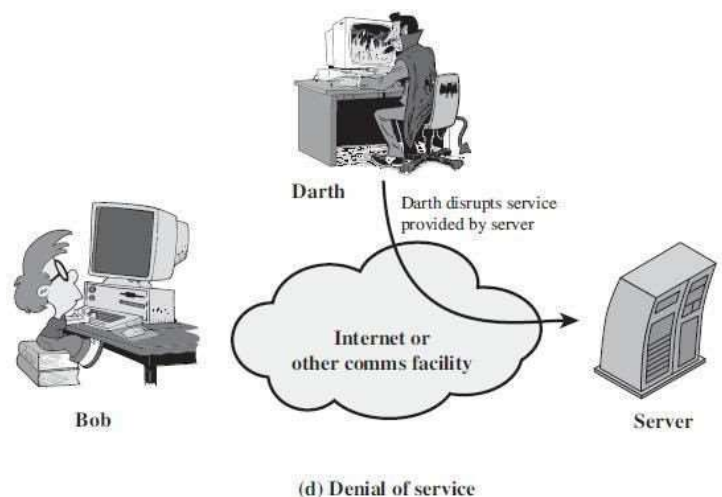 Darth
Darth disrupts service
provided by server
Internet or
other comms facility
Bob
Server
(d) Denial of service